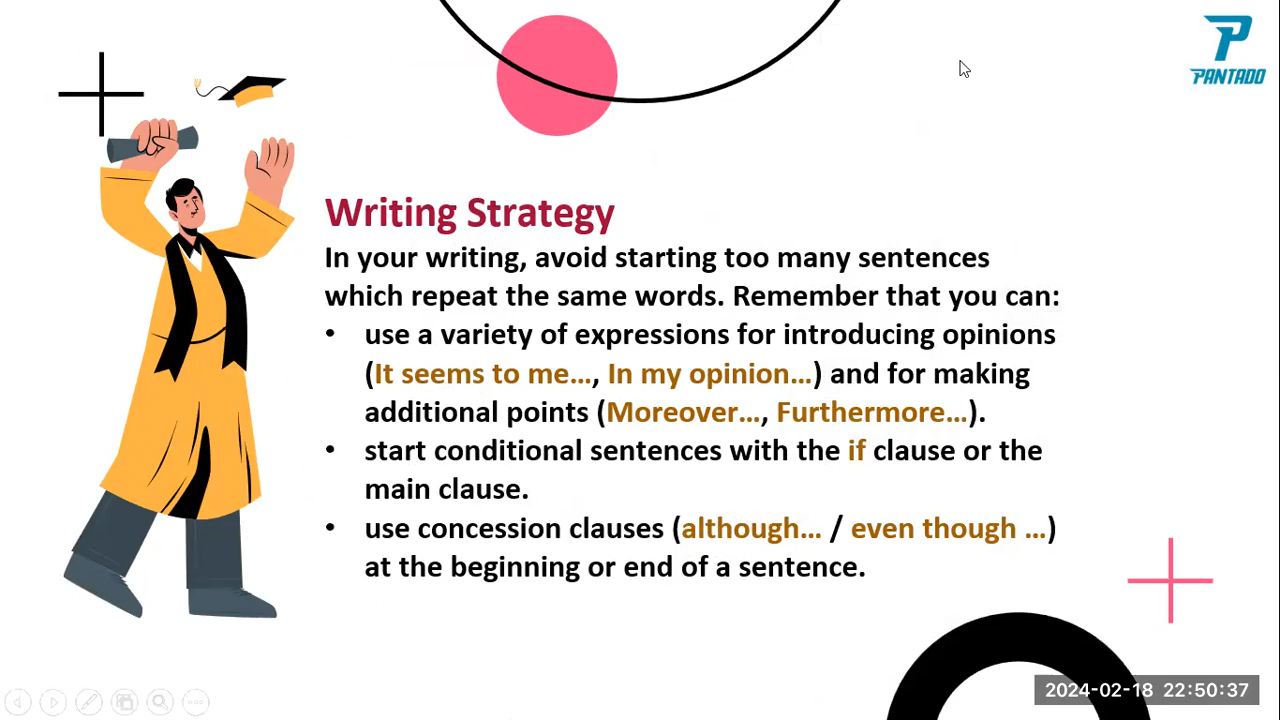 PANTADO
Writing Strategy
In your writing, avoid starting too many sentences
which repeat the same words. Remember that you can:
• use a variety of expressions for introducing opinions
(It seems to me…, In my opinion…) and for making
additional points (Moreover…, Furthermore…).
• start conditional sentences with the if clause or the
main clause.
• use concession clauses (although… / even though …)
at the beginning or end of a sentence.
2024-02-18 22:50:37